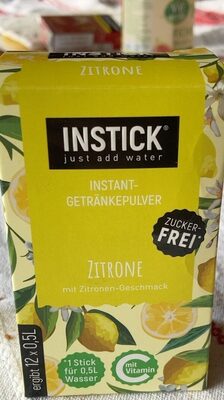 ZITRONE
INSTICK®
just add water
INSTANT-
GETRÄNKEPULVER
ZUCKER-
FREI*
ZITRONE
mit Zitronen-Geschmack
ergibt 12 x 0,5L
1 Stick
für 0,5L
Wasser
mit
Vitamin
C